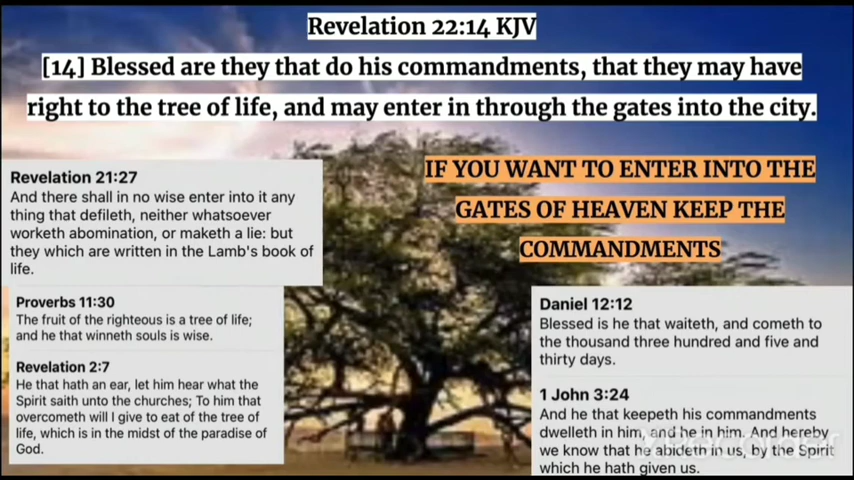 Revelation 22:14 KJV
[14] Blessed are they that do his commandments, that they may have
right to the tree of life, and may enter in through the gates into the city.
IF YOU WANT TO ENTER INTO THE
GATES OF HEAVEN KEEP THE
COMMANDMENTS
Revelation 21:27
And there shall in no wise enter into it any
thing that defileth, neither whatsoever
worketh abomination, or maketh a lie: but
they which are written in the Lamb's book of
life.
Proverbs 11:30
The fruit of the righteous is a tree of life;
and he that winneth souls is wise.
Revelation 2:7
He that hath an ear, let him hear what the
Spirit saith unto the churches; To him that
overcometh will I give to eat of the tree of
life, which is in the midst of the paradise of
God.
Daniel 12:12
Blessed is he that waiteth, and cometh to
the thousand three hundred and five and
thirty days.
1 John 3:24
And he that keepeth his commandments
dwelleth in him, and he in him. And hereby
we know that he abideth in us, by the Spirit
which he hath given us.